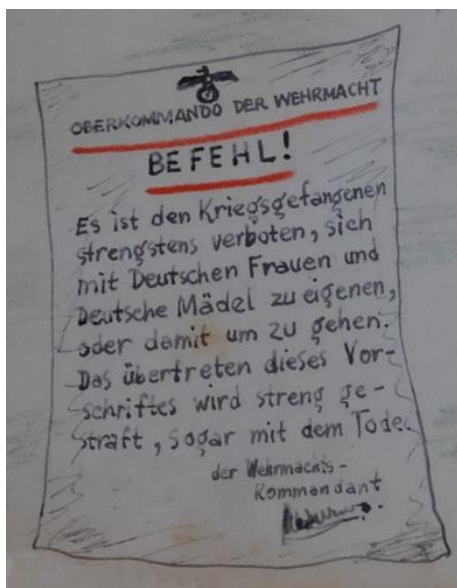 OBERKOMMANDO DER WEHRMACHT
BEFEHL!
Es ist den Kriegsgefangenen
strengstens verboten, sich
mit Deutschen Frauen und
Deutsche Mädel zu eigenen,
oder damit um zu gehen.
Das übertreten dieses Vor-
schriftes wird streng ge-
straft, sogar mit dem Tode.
der Wehrmachts-
Kommandant